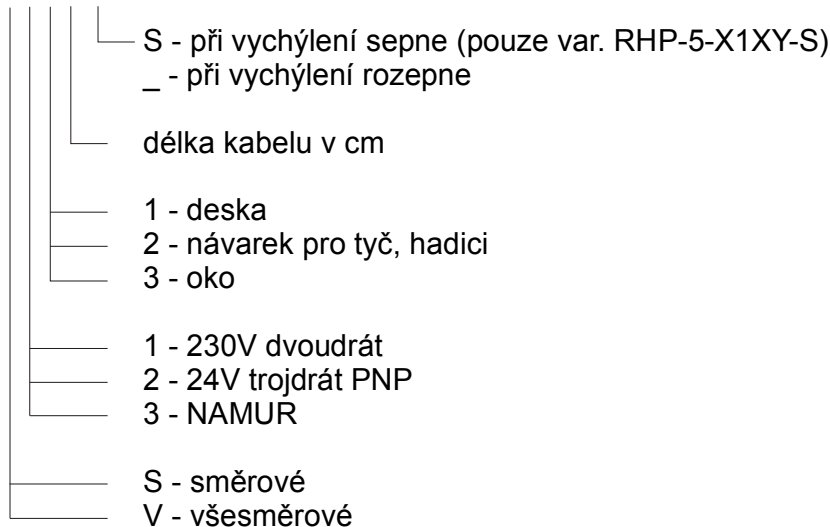 S - při vychýlení sepne (pouze var. RHP-5-X1XY-S)
_ - při vychýlení rozepne
délka kabelu v cm
1 - deska
2 - návarek pro tyč, hadici
3 - oko
1 - 230V dvoudrát
2 - 24V trojdrát PNP
3 - NAMUR
S - směrové
V - všesměrové